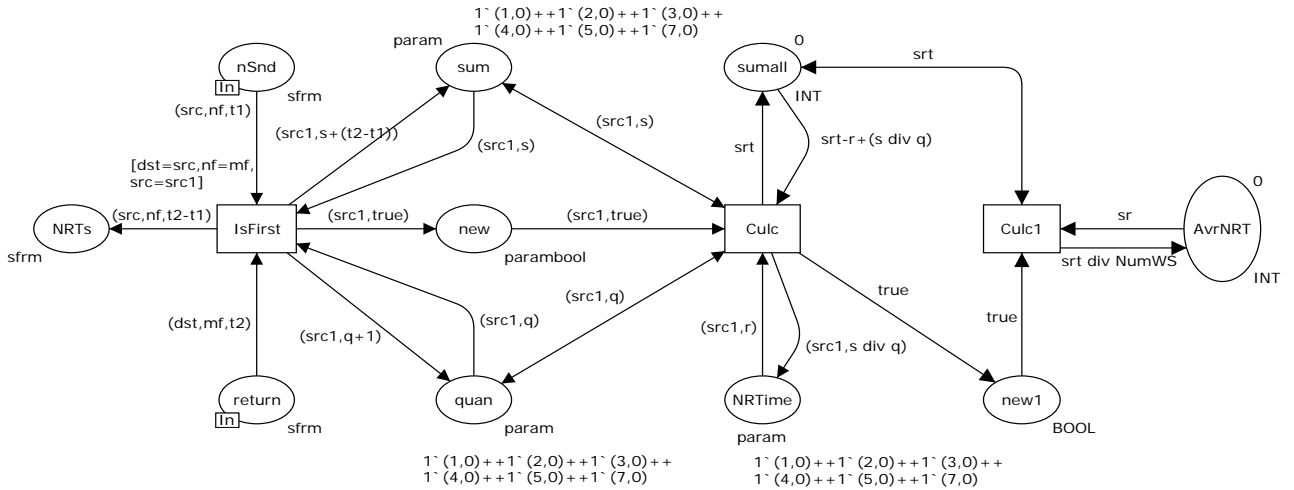 1`(1,0)++1`(2,0)++1`(3,0)++
1`(4,0)++1`(5,0)++1`(7,0)
param
0
nSnd
In
sfrm
sum
sumall
INT
srt
(src,nf,t1)
(src1,s+(t2-t1))
(src1,s)
(src1,s)
srt
srt-r+(s div q)
[dst=src,nf=mf,
src=src1]
0
NRTs
sfrm
(src,nf,t2-t1)
IsFirst
(src1,true)
new
parambool
(src1,true)
Culc
Culc1
sr
srt div NumWS
AvrNRT
INT
(dst,mf,t2)
(src1,q+1)
(src1,q)
(src1,q)
(src1,r)
(src1,s div q)
true
true
return
In
sfrm
quan
param
NRTime
param
new1
BOOL
1`(1,0)++1`(2,0)++1`(3,0)++
1`(4,0)++1`(5,0)++1`(7,0)
1`(1,0)++1`(2,0)++1`(3,0)++
1`(4,0)++1`(5,0)++1`(7,0)